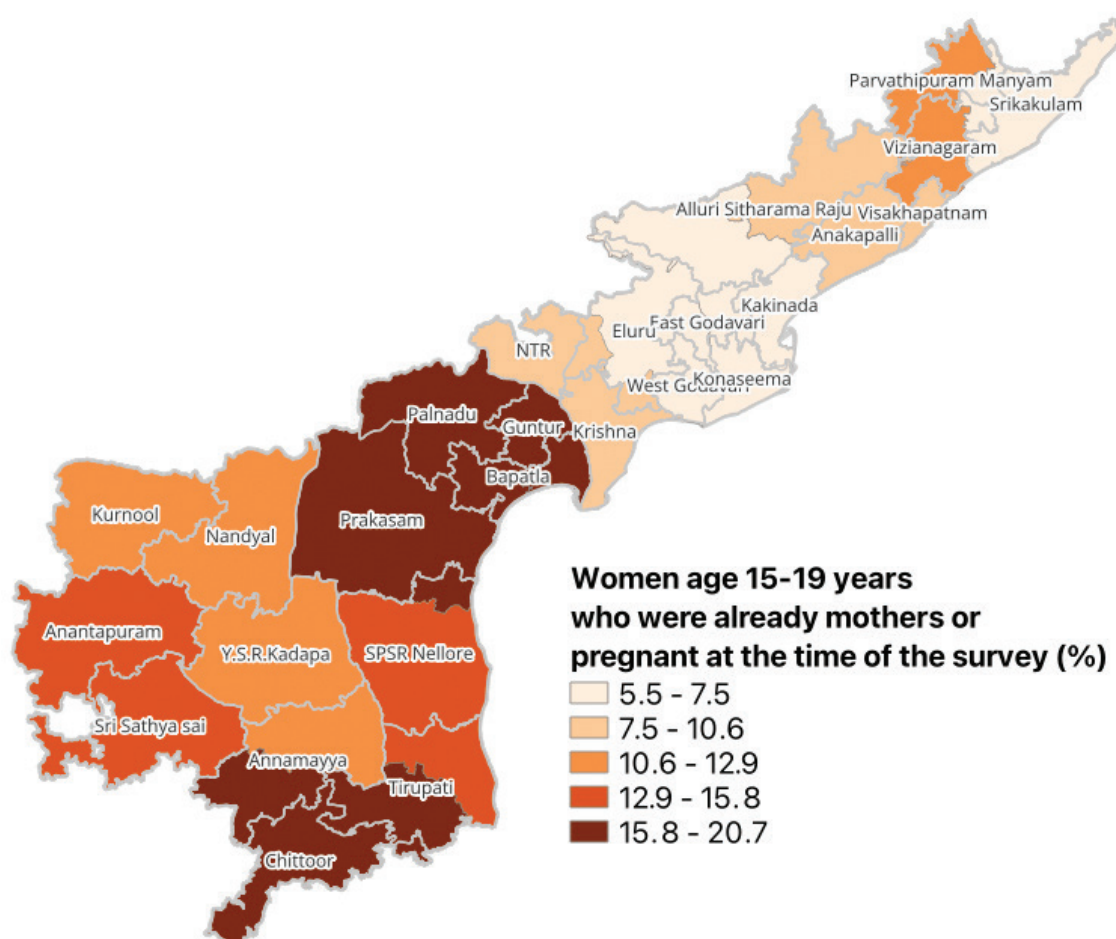 Parvathipuram Manyam
Srikakulam
Vizianagaram
Alluri Sitharama Raju
Visakhapatnam
Anakapalli
Kakinada
East Godavari
Eluru
NTR
Konaseema
West Godavari
Palnadu
Guntur
Krishna
Bapatla
Kurnool
Prakasam
Nandyal
Women age 15-19 years
who were already mothers or
pregnant at the time of the survey (%)
5.5 - 7.5
7.5 - 10.6
10.6 - 12.9
12.9 - 15.8
15.8 - 20.7
Anantapuram
Y.S.R.Kadapa
SPSR Nellore
Sri Sathya sai
Annamayya
Tirupati
Chittoor